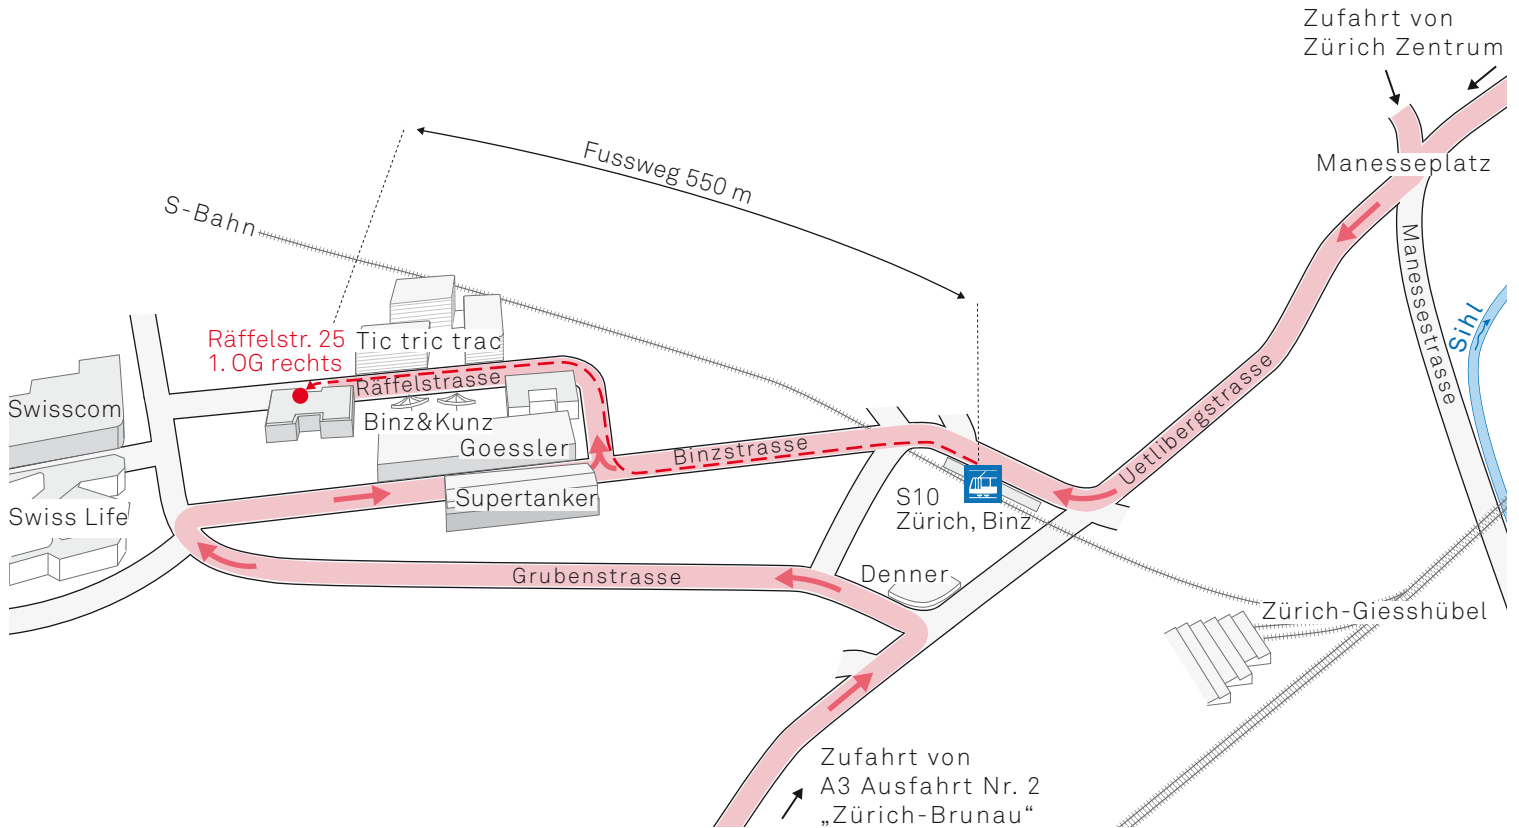 Zufahrt von
Zürich Zentrum
Manesseplatz
Fussweg 550 m
S-Bahn
Manessestrasse
Sihl
Räffelstr. 25
1. OG rechts
Tic tric trac
Räffelstrasse
Swisscom
Binz&Kunz
Goessler
Binzstrasse
Uetlibergstrasse
Supertanker
S10
Zürich, Binz
Swiss Life
Grubenstrasse
Denner
Zürich-Giesshübel
Zufahrt von
A3 Ausfahrt Nr. 2
„Zürich-Brunau“